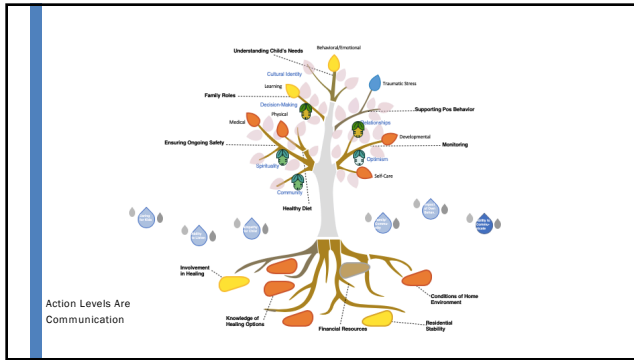 Behavioral/Emotional
Understanding Child's Needs
Cultural Identity
Traumatic Stress
Learning
Family Roles
Decision-Making
Supporting Pos Behavior
Physical
Medical
Relationships
Developmental
Ensuring Ongoing Safety
Monitoring
Optimism
Spirituality
Self-Care
Community
Healthy Diet
Involvement
in Healing
Conditions of Home
Environment
Knowledge of
Healing Options
Financial Resources
Residential
Stability
Action Levels Are
Communication